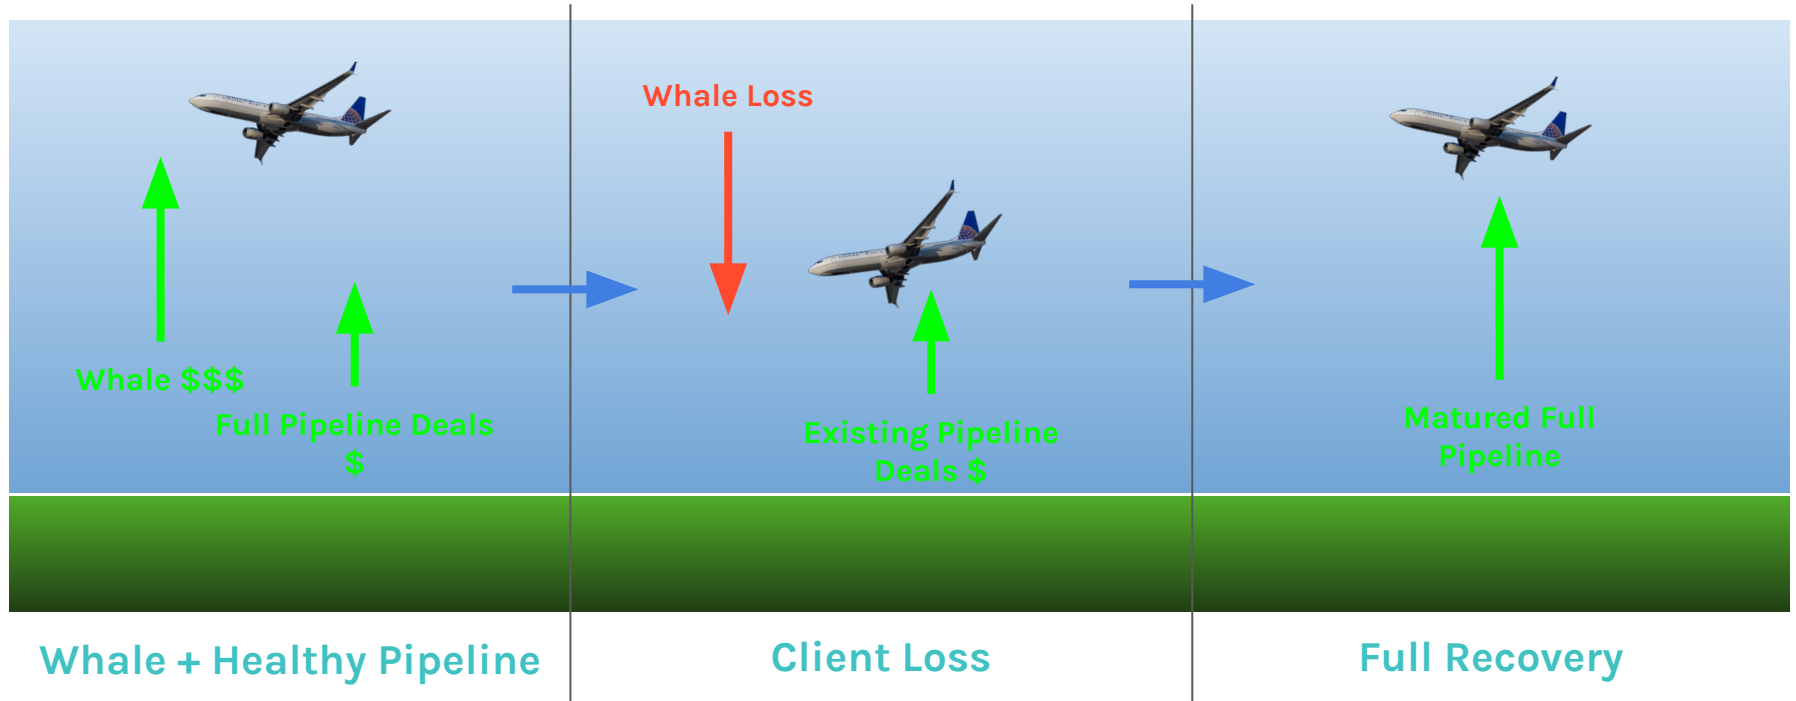 Whale $$$
Full Pipeline Deals
$
Whale Loss
Existing Pipeline
Deals $
Matured Full
Pipeline
Whale + Healthy Pipeline
Client Loss
Full Recovery